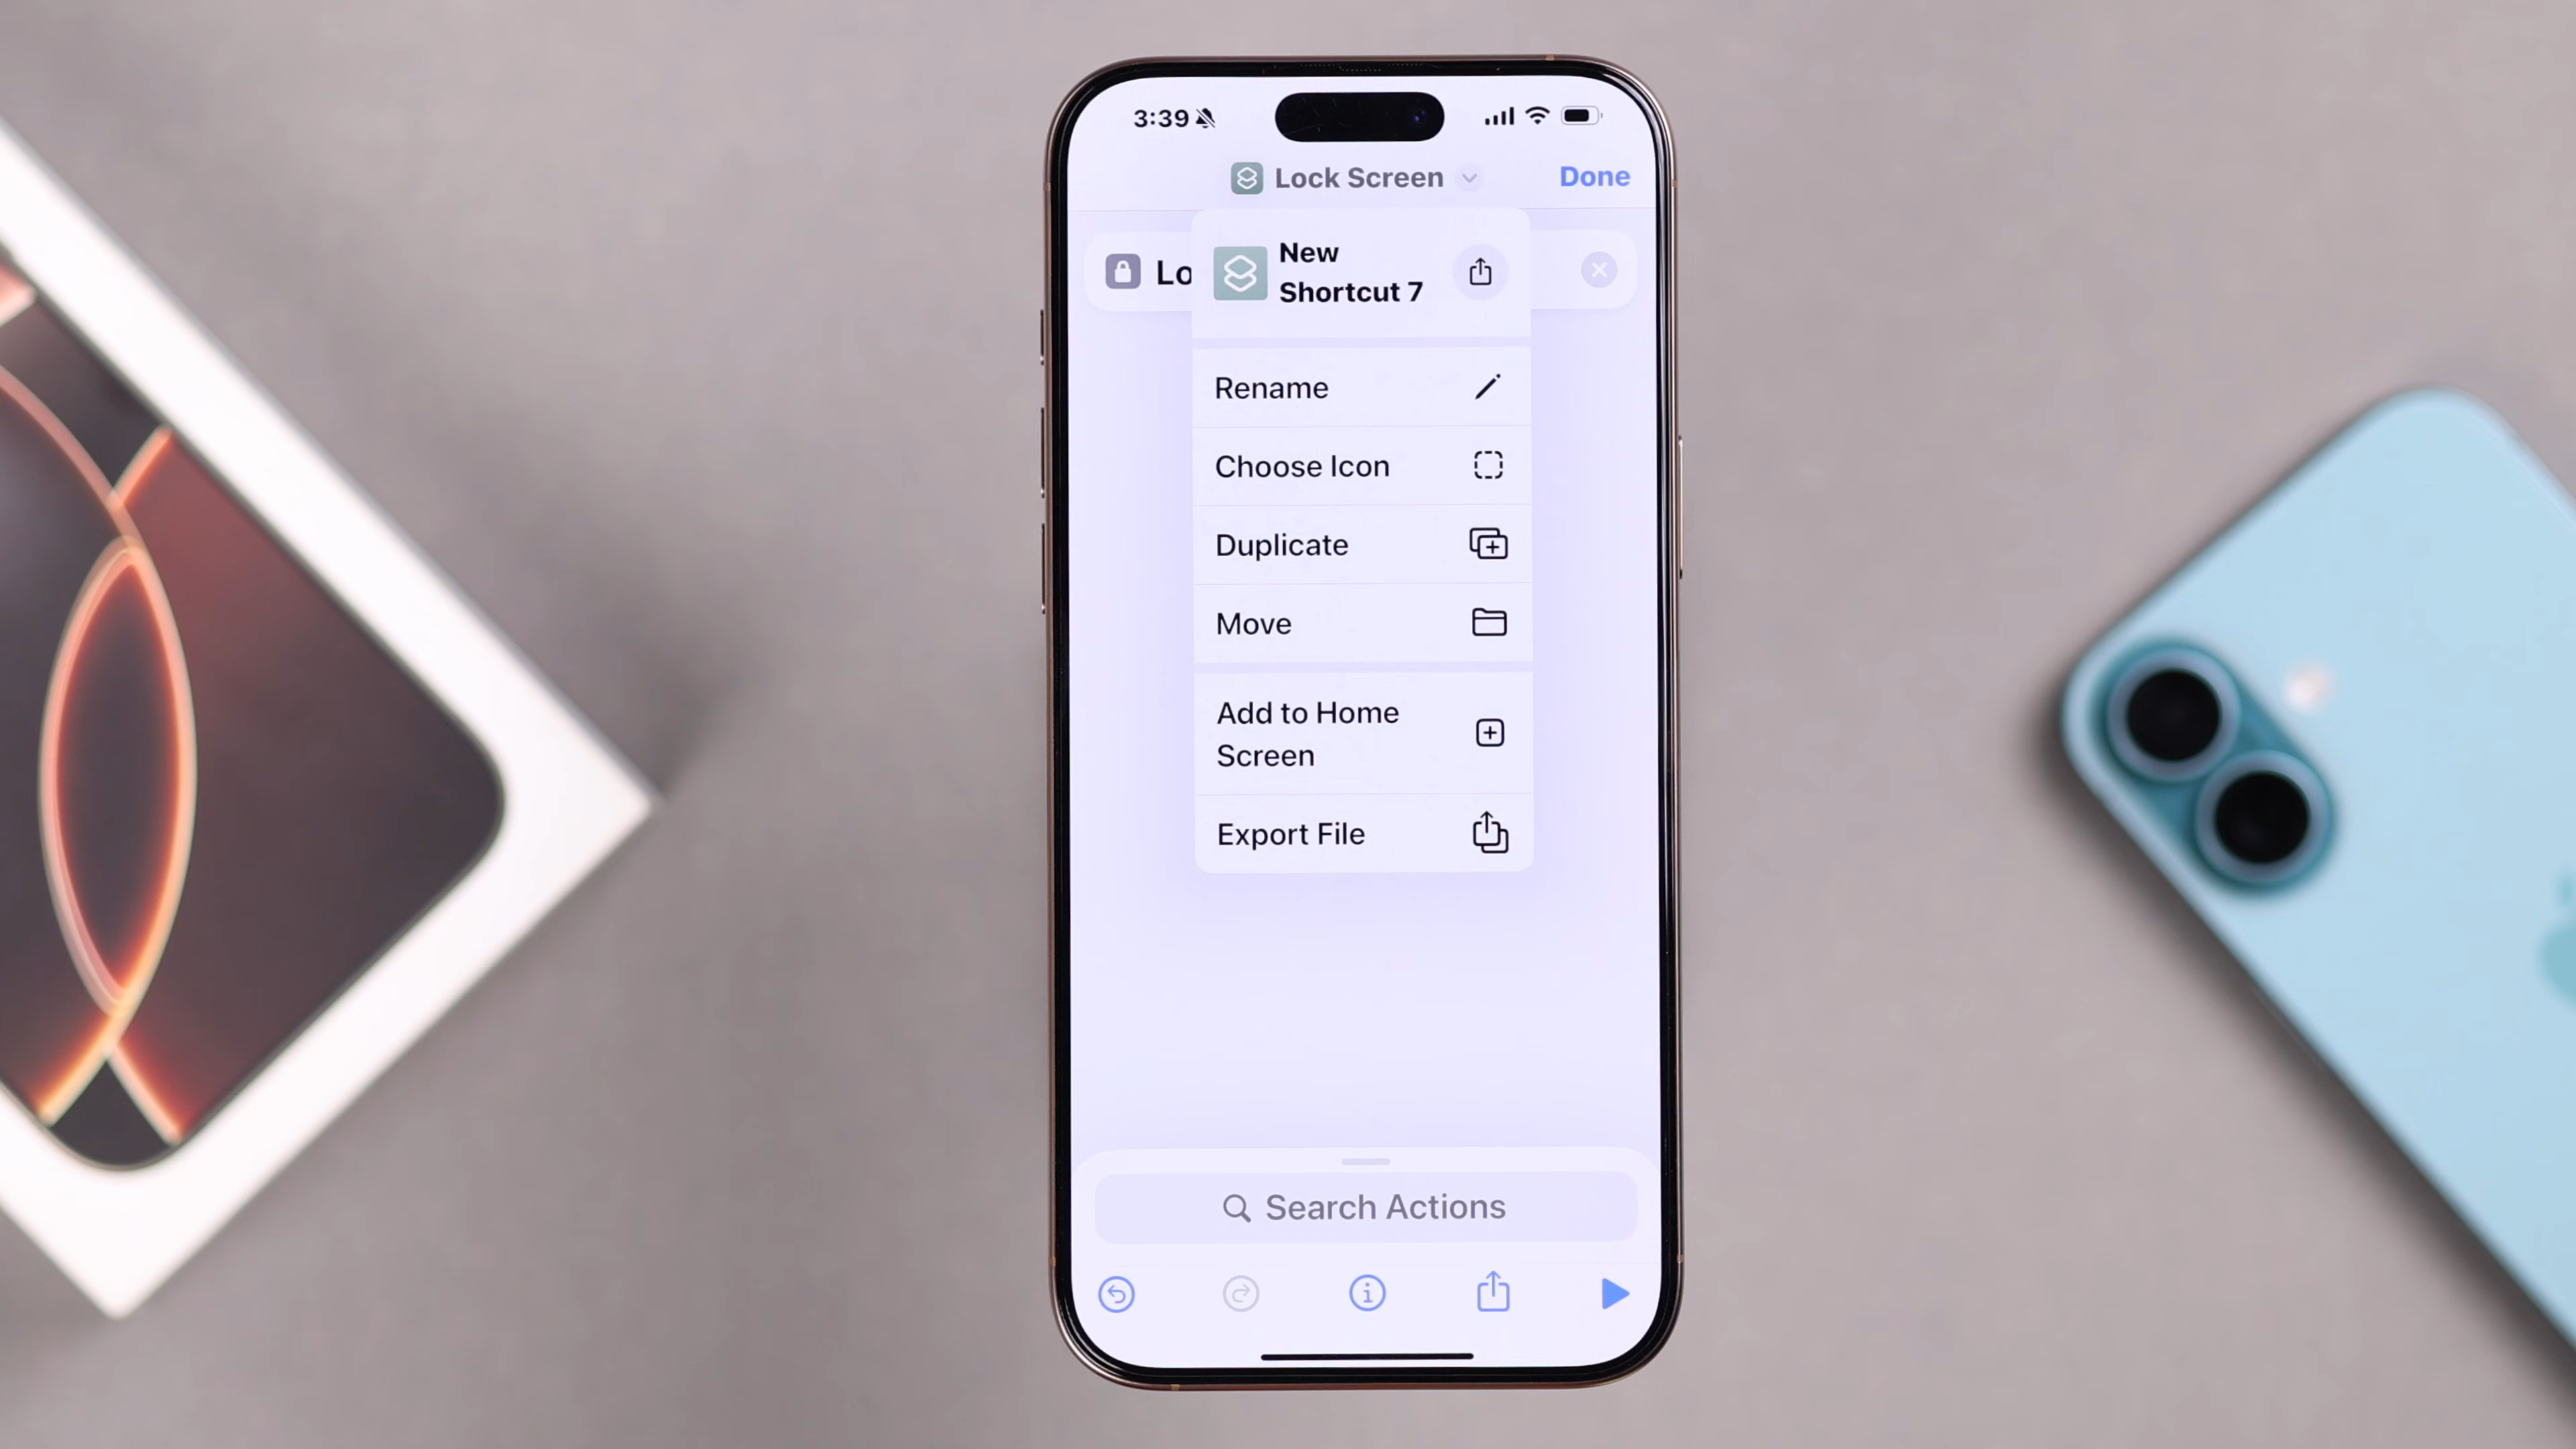 3:39
Lock Screen
Done
Lo
New
Shortcut 7
Rename
Choose Icon
Duplicate
Move
Add to Home
Screen
Export File
Search Actions